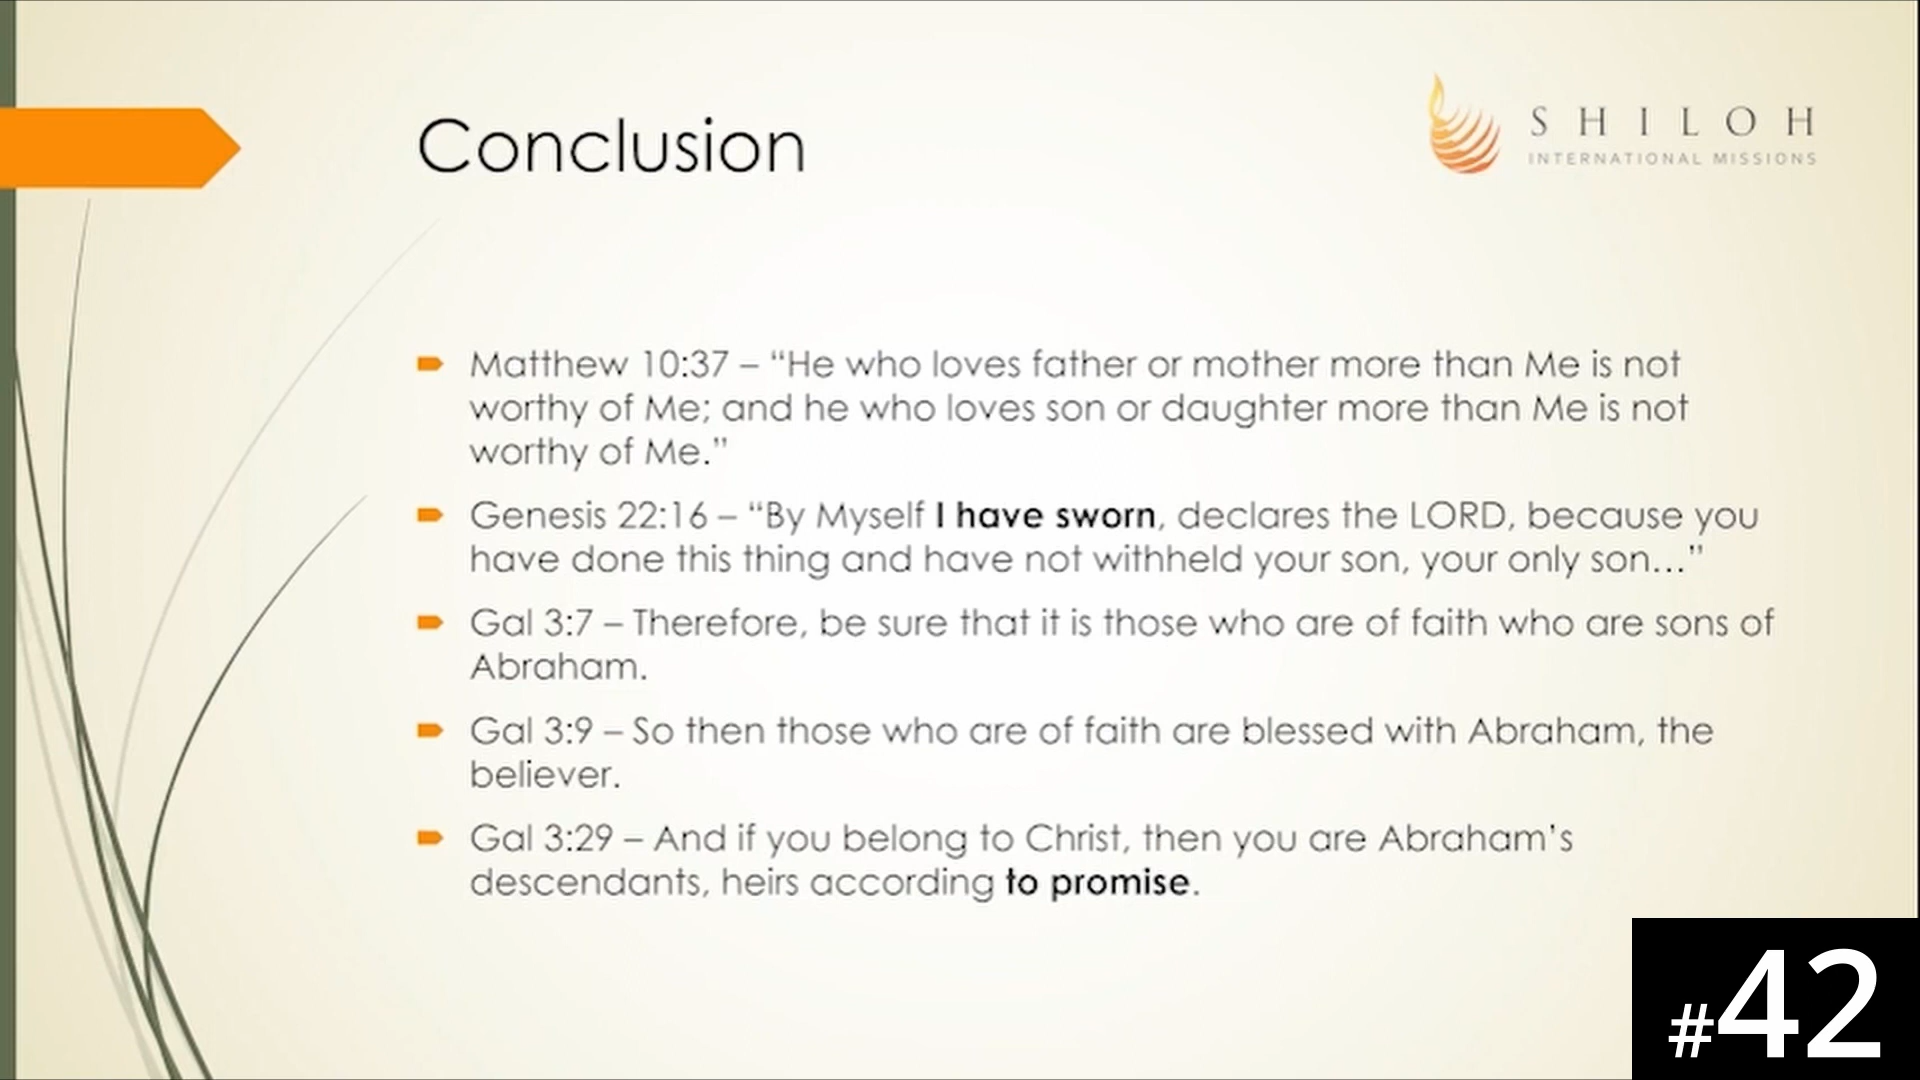 Conclusion
SHILOH
INTERNATIONAL MISSIONS
Matthew 10:37 – “He who loves father or mother more than Me is not
worthy of Me; and he who loves son or daughter more than Me is not
worthy of Me.”
Genesis 22:16 – “By Myself I have sworn, declares the LORD, because you
have done this thing and have not withheld your son, your only son…”
Gal 3:7 – Therefore, be sure that it is those who are of faith who are sons of
Abraham.
Gal 3:9 – So then those who are of faith are blessed with Abraham, the
believer.
Gal 3:29 – And if you belong to Christ, then you are Abraham’s
descendants, heirs according to promise.
#42